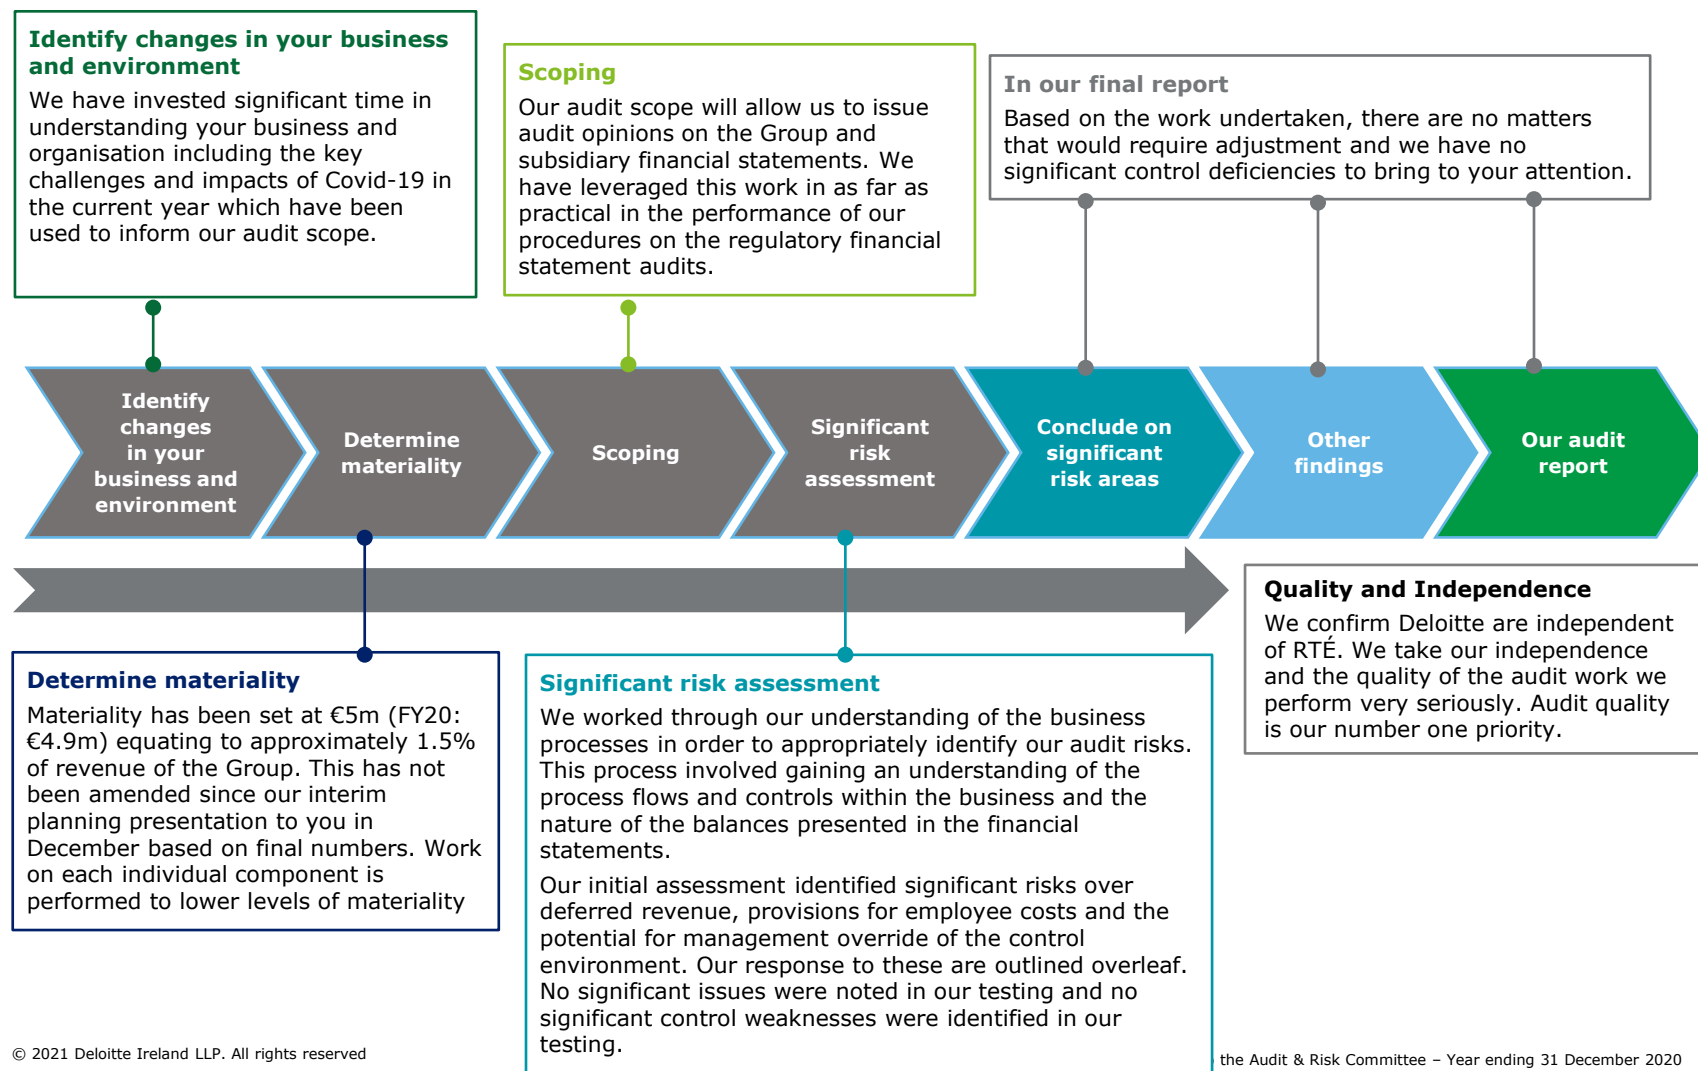 Identify changes in your business
and environment
We have invested significant time in
understanding your business and
organisation including the key
challenges and impacts of Covid-19 in
the current year which have been
used to inform our audit scope.
Scoping
Our audit scope will allow us to issue
audit opinions on the Group and
subsidiary financial statements. We
have leveraged this work in as far as
practical in the performance of our
procedures on the regulatory financial
statement audits.
In our final report
Based on the work undertaken, there are no matters
that would require adjustment and we have no
significant control deficiencies to bring to your attention.
Identify
changes
in your
business and
environment
Determine
materiality
Scoping
Significant
risk
assessment
Conclude on
significant
risk areas
Other
findings
Our audit
report
Determine materiality
Materiality has been set at €5m (FY20:
€4.9m) equating to approximately 1.5%
of revenue of the Group. This has not
been amended since our interim
planning presentation to you in
December based on final numbers. Work
on each individual component is
performed to lower levels of materiality
Significant risk assessment
We worked through our understanding of the business
processes in order to appropriately identify our audit risks.
This process involved gaining an understanding of the
process flows and controls within the business and the
nature of the balances presented in the financial
statements.
Our initial assessment identified significant risks over
deferred revenue, provisions for employee costs and the
potential for management override of the control
environment. Our response to these are outlined overleaf.
No significant issues were noted in our testing and no
significant control weaknesses were identified in our
testing.
Quality and Independence
We confirm Deloitte are independent
of RTÉ. We take our independence
and the quality of the audit work we
perform very seriously. Audit quality
is our number one priority.
© 2021 Deloitte Ireland LLP. All rights reserved
the Audit & Risk Committee – Year ending 31 December 2020